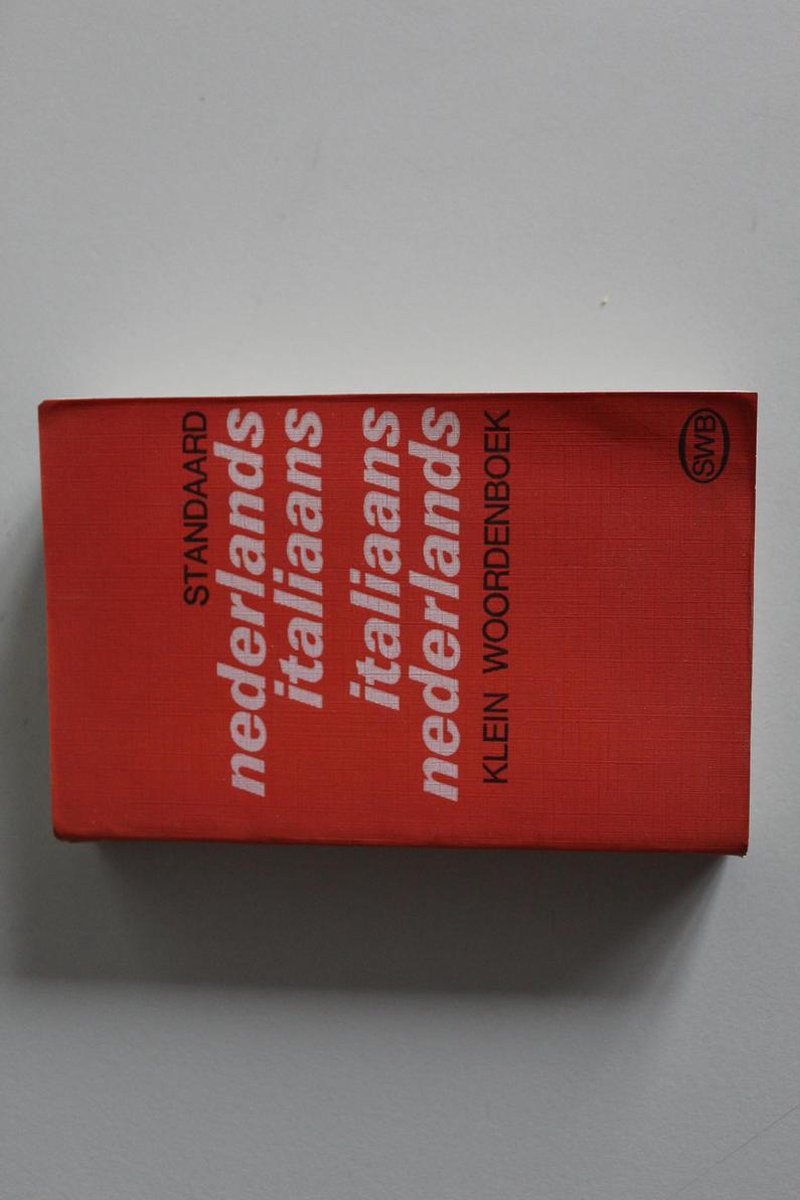 STANDAARD
nederlands
italiaans
italiaans
nederlands
KLEIN WOORDENBOEK
SWB